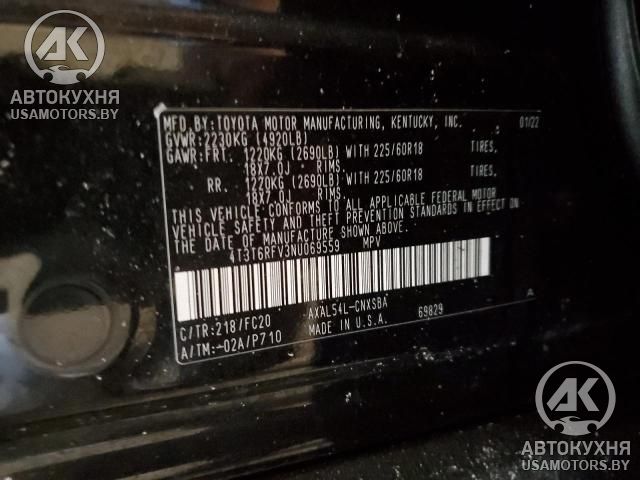 АК
АВТОКУХНЯ
USAMOTORS.BY
MFD.BY:TOYOTA MOTOR MANUFACTURING, KENTUCKY, INC. 01/22
GVWR:2230KG (4920LB)
GAWR:FRT. 1220KG (2690LB) WITH 225/60R18 TIRES,
18X7.0J RIMS.
RR. 1220KG (2690LB) WITH 225/60R18 TIRES,
18X7.0J RIMS.
THIS VEHICLE CONFORMS TO ALL APPLICABLE FEDERAL MOTOR
VEHICLE SAFETY AND THEFT PREVENTION STANDARDS IN EFFECT ON
THE DATE OF MANUFACTURE SHOWN ABOVE.
4T3T6RFV3NU069559 MPV
C/TR:218/FC20 AXAL54L-CNXSBA A
A/TM:-02A/P710 MADE IN U.S.A. 69829
АК
АВТОКУХНЯ
USAMOTORS.BY